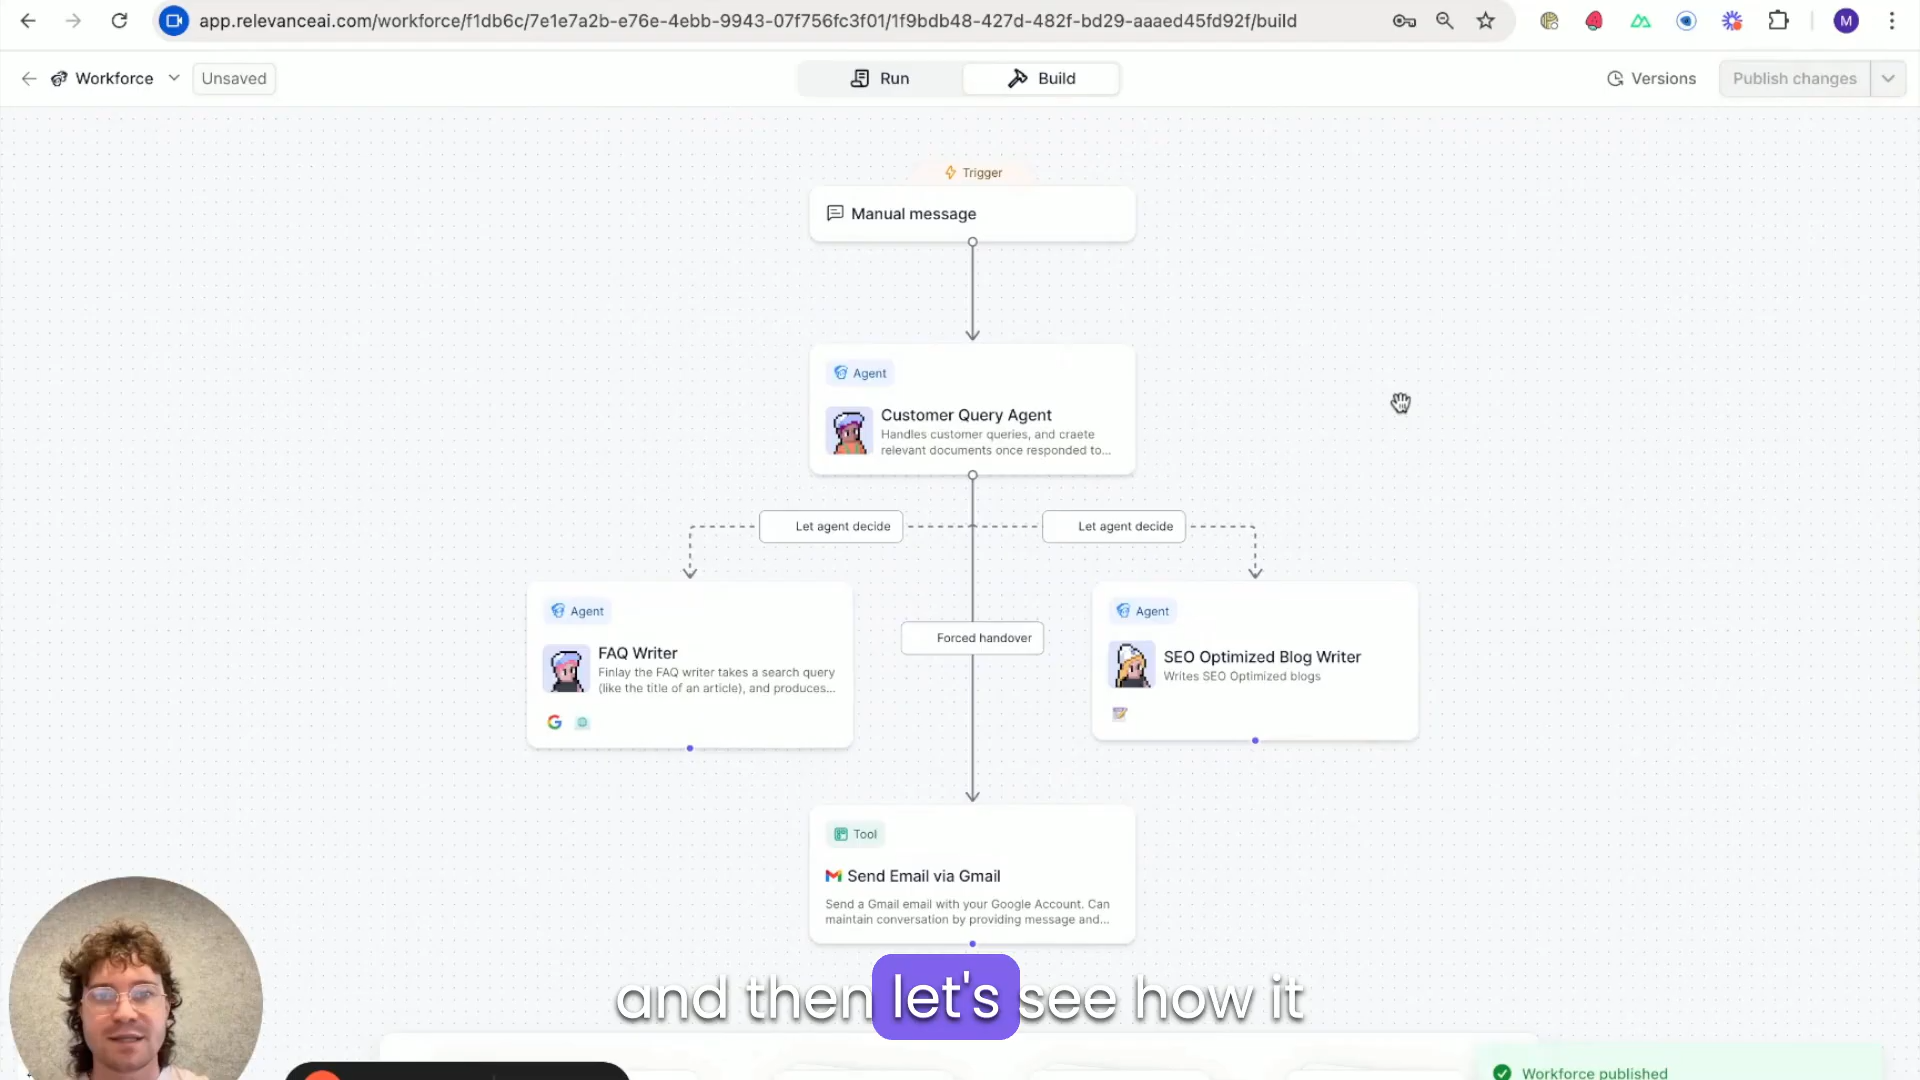 app.relevanceai.com/workforce/f1db6c/7e1e7a2b-e76e-4ebb-9943-07f756fc3f01/1f9bdb48-427d-482f-bd29-aaaed45fd92f/build
M
Workforce
Unsaved
Run
Build
Versions
Publish changes
Trigger
Manual message
Agent
Customer Query Agent
Handles customer queries, and craete
relevant documents once responded to...
Let agent decide
Let agent decide
Agent
FAQ Writer
Finlay the FAQ writer takes a search query
(like the title of an article), and produces...
Forced handover
Agent
SEO Optimized Blog Writer
Writes SEO Optimized blogs
Tool
Send Email via Gmail
Send a Gmail email with your Google Account. Can
maintain conversation by providing message and...
and then let's see how it
Workforce published